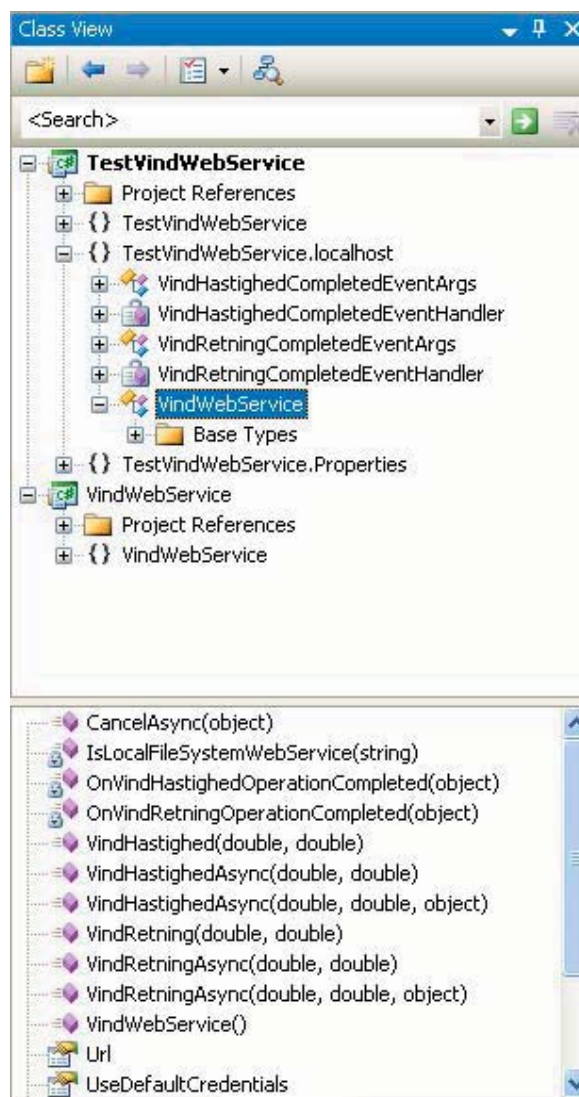 Class View
<Search>
TestVindWebService
Project References
{} TestVindWebService
{} TestVindWebService.localhost
VindHastighedCompletedEventArgs
VindHastighedCompletedEventHandler
VindRetningCompletedEventArgs
VindRetningCompletedEventHandler
VindWebService
Base Types
{} TestVindWebService.Properties
VindWebService
Project References
{} VindWebService
CancelAsync(object)
IsLocalFileSystemWebService(string)
OnVindHastighedOperationCompleted(object)
OnVindRetningOperationCompleted(object)
VindHastighed(double, double)
VindHastighedAsync(double, double)
VindHastighedAsync(double, double, object)
VindRetning(double, double)
VindRetningAsync(double, double)
VindRetningAsync(double, double, object)
VindWebService()
Url
UseDefaultCredentials